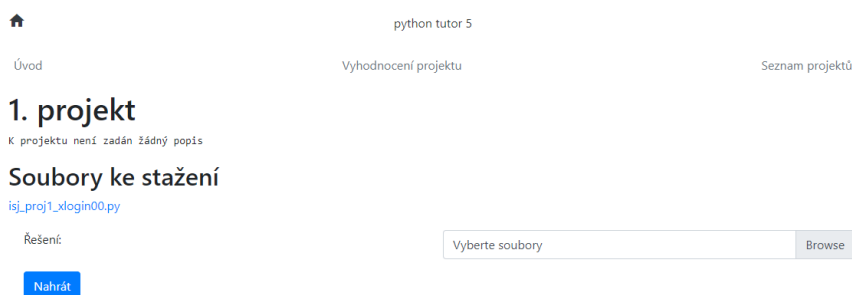 python tutor 5
Úvod Vyhodnocení projektu Seznam projektů
1. projekt
K projektu není zadán žádný popis
Soubory ke stažení
isj_proj1_xlogin00.py
Řešení: Vyberte soubory Browse
Nahrát